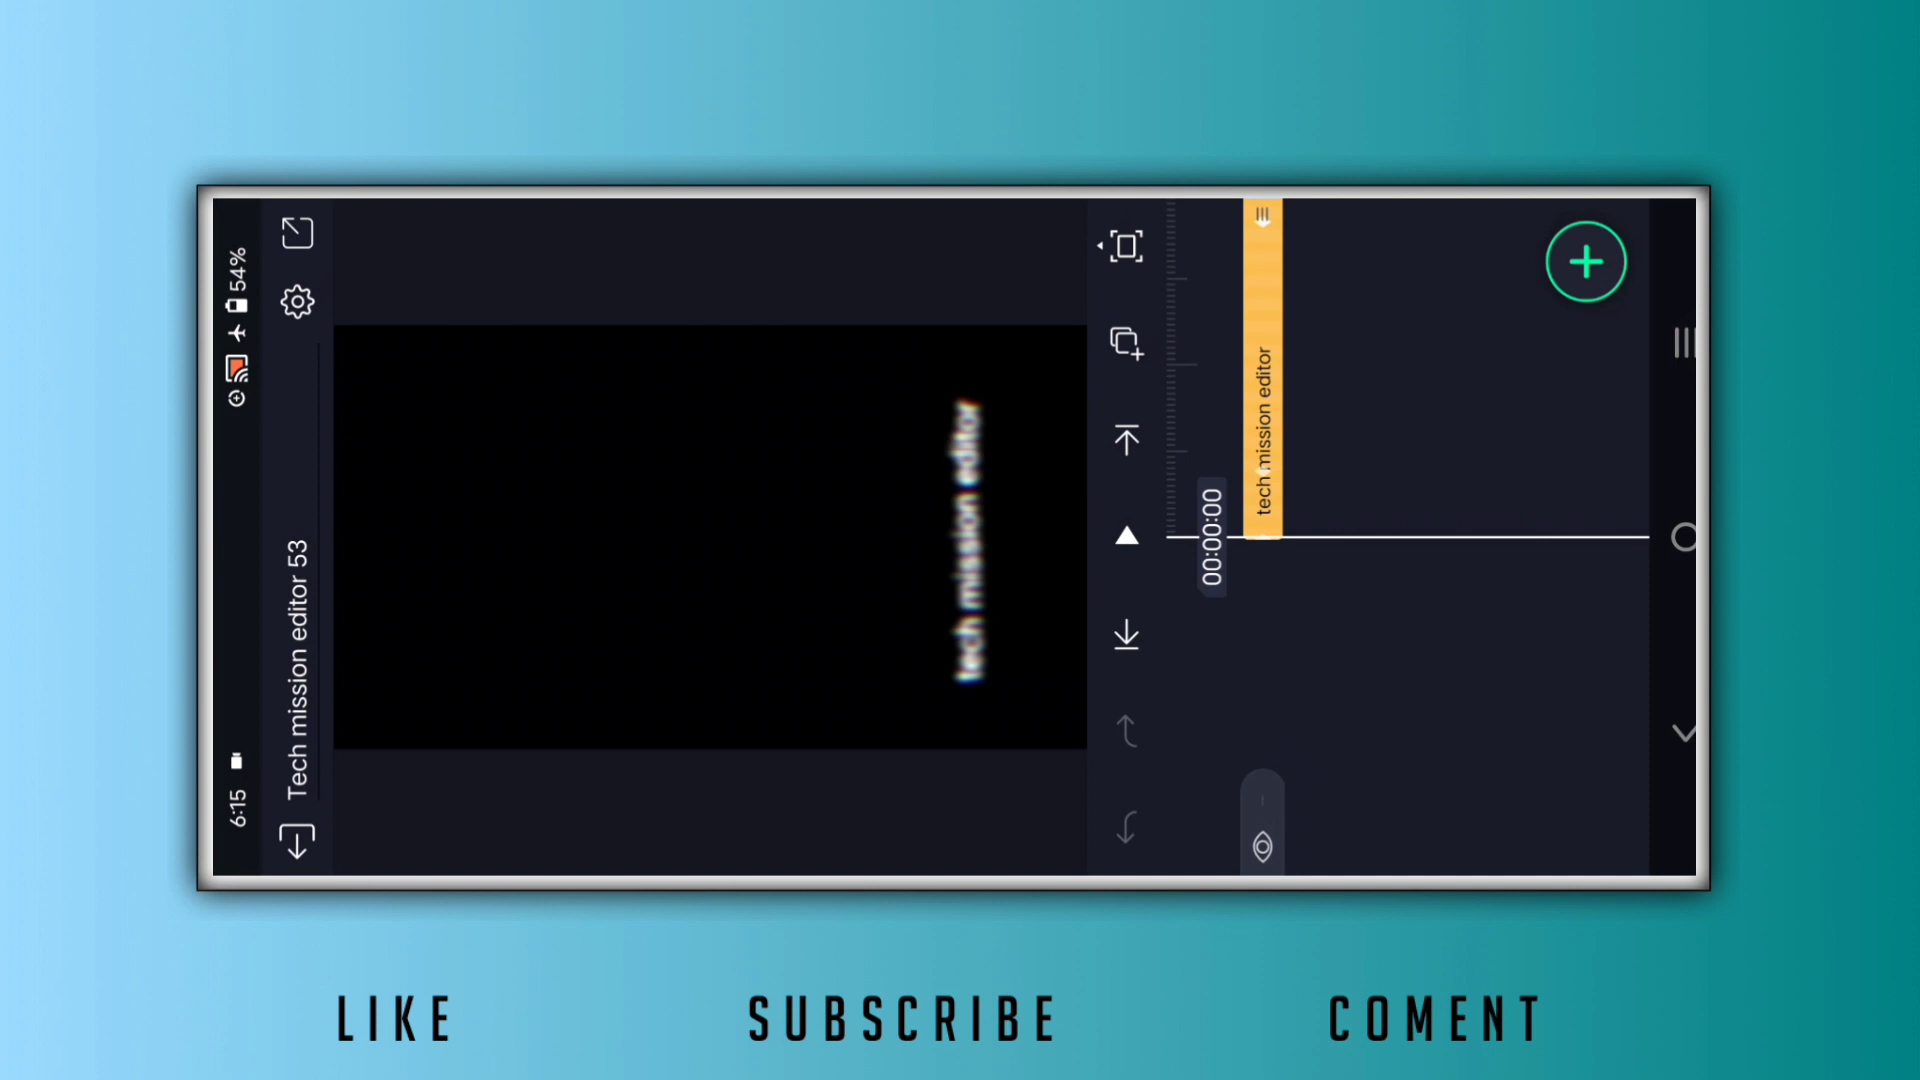 6:15
54%
Tech mission editor 53
tech mission editor
00:00:00
tech mission editor
LIKE
SUBSCRIBE
COMENT